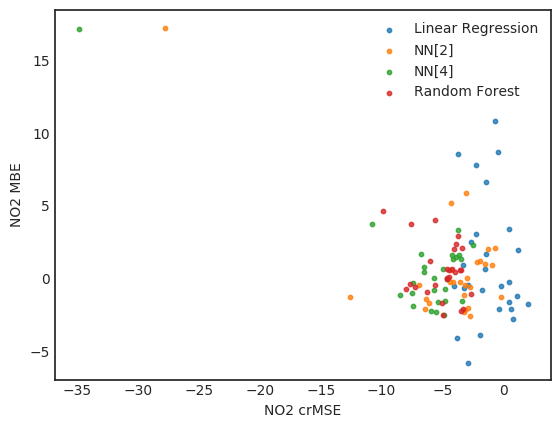 Linear Regression
NN[2]
NN[4]
Random Forest
NO2 MBE
15
10
5
0
−5
−35
−30
−25
−20
−15
−10
−5
0
NO2 crMSE